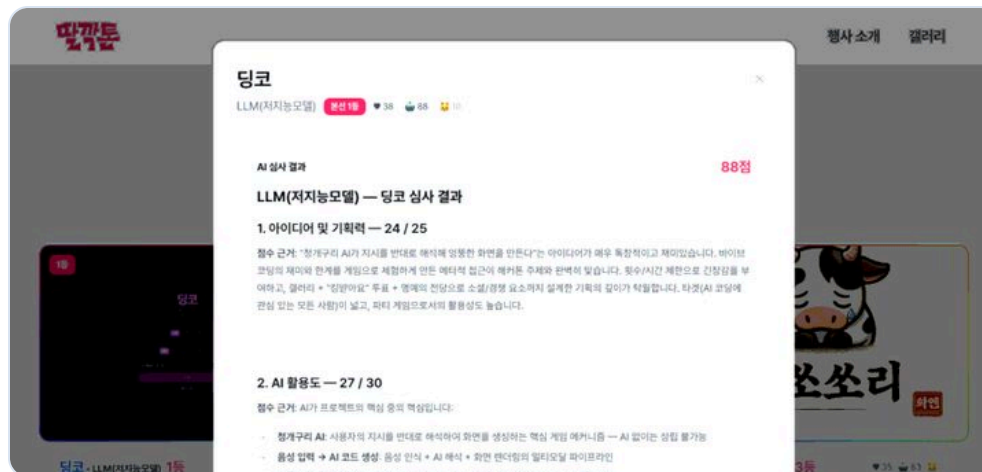 딸깍톤
행사 소개 갤러리
딩코
LLM(저지능모델) 본선 1등 38 88
AI 심사 결과 88점
LLM(저지능모델) — 딩코 심사 결과
1. 아이디어 및 기획력 — 24 / 25
점수 근거: "청개구리 AI가 지시를 반대로 해석해 엉뚱한 화면을 만든다"는 아이디어가 매우 독창적이고 재미있습니다. 바이브
코딩의 재미와 한계를 게임으로 체험하게 만든 메타적 접근이 해커톤 주제와 완벽히 맞습니다. 횟수/시간 제한으로 긴장감을 부
여하고, 갤러리 + "킹받아요" 투표 + 명예의 전당으로 소셜/경쟁 요소까지 설계한 기획의 깊이가 탁월합니다. 타겟(AI 코딩에
관심 있는 모든 사람)이 넓고, 파티 게임으로서의 활용성도 높습니다.
2. AI 활용도 — 27 / 30
점수 근거: AI가 프로젝트의 핵심 중의 핵심입니다:
· 청개구리 AI: 사용자의 지시를 반대로 해석하여 화면을 생성하는 핵심 게임 메커니즘 — AI 없이는 성립 불가능
· 음성 입력 → AI 코드 생성: 음성 인식 + AI 해석 + 화면 렌더링의 멀티모달 파이프라인
1등
딩코
딩코 - LLM(저지능모델) 1등
쏘쏘리
3등 35 83